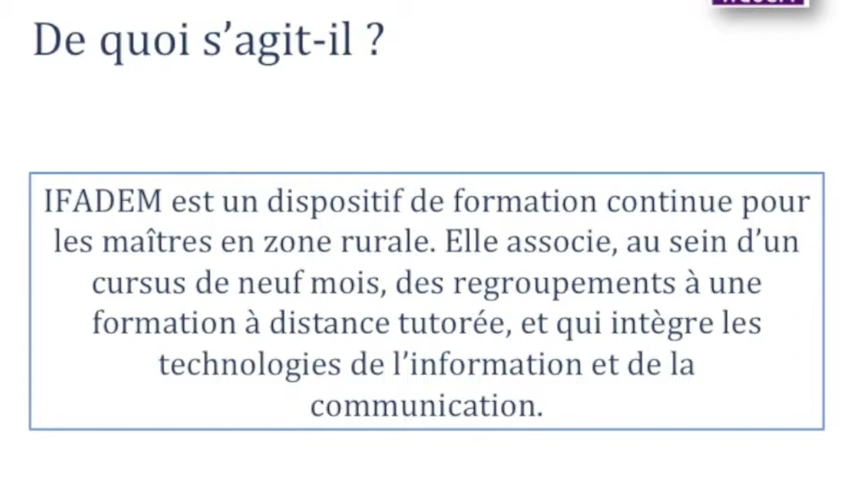 De quoi s’agit-il ?
IFADEM est un dispositif de formation continue pour
les maîtres en zone rurale. Elle associe, au sein d’un
cursus de neuf mois, des regroupements à une
formation à distance tutorée, et qui intègre les
technologies de l’information et de la
communication.